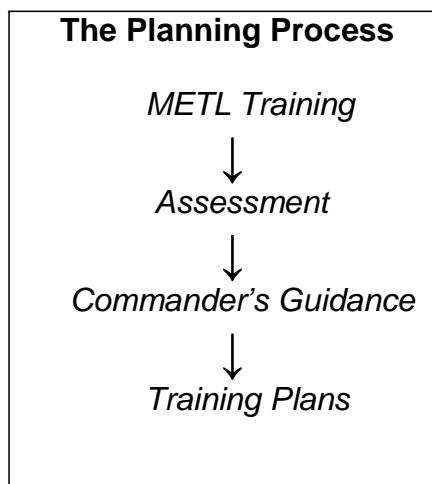 The Planning Process
METL Training
Assessment
Commander's Guidance
Training Plans